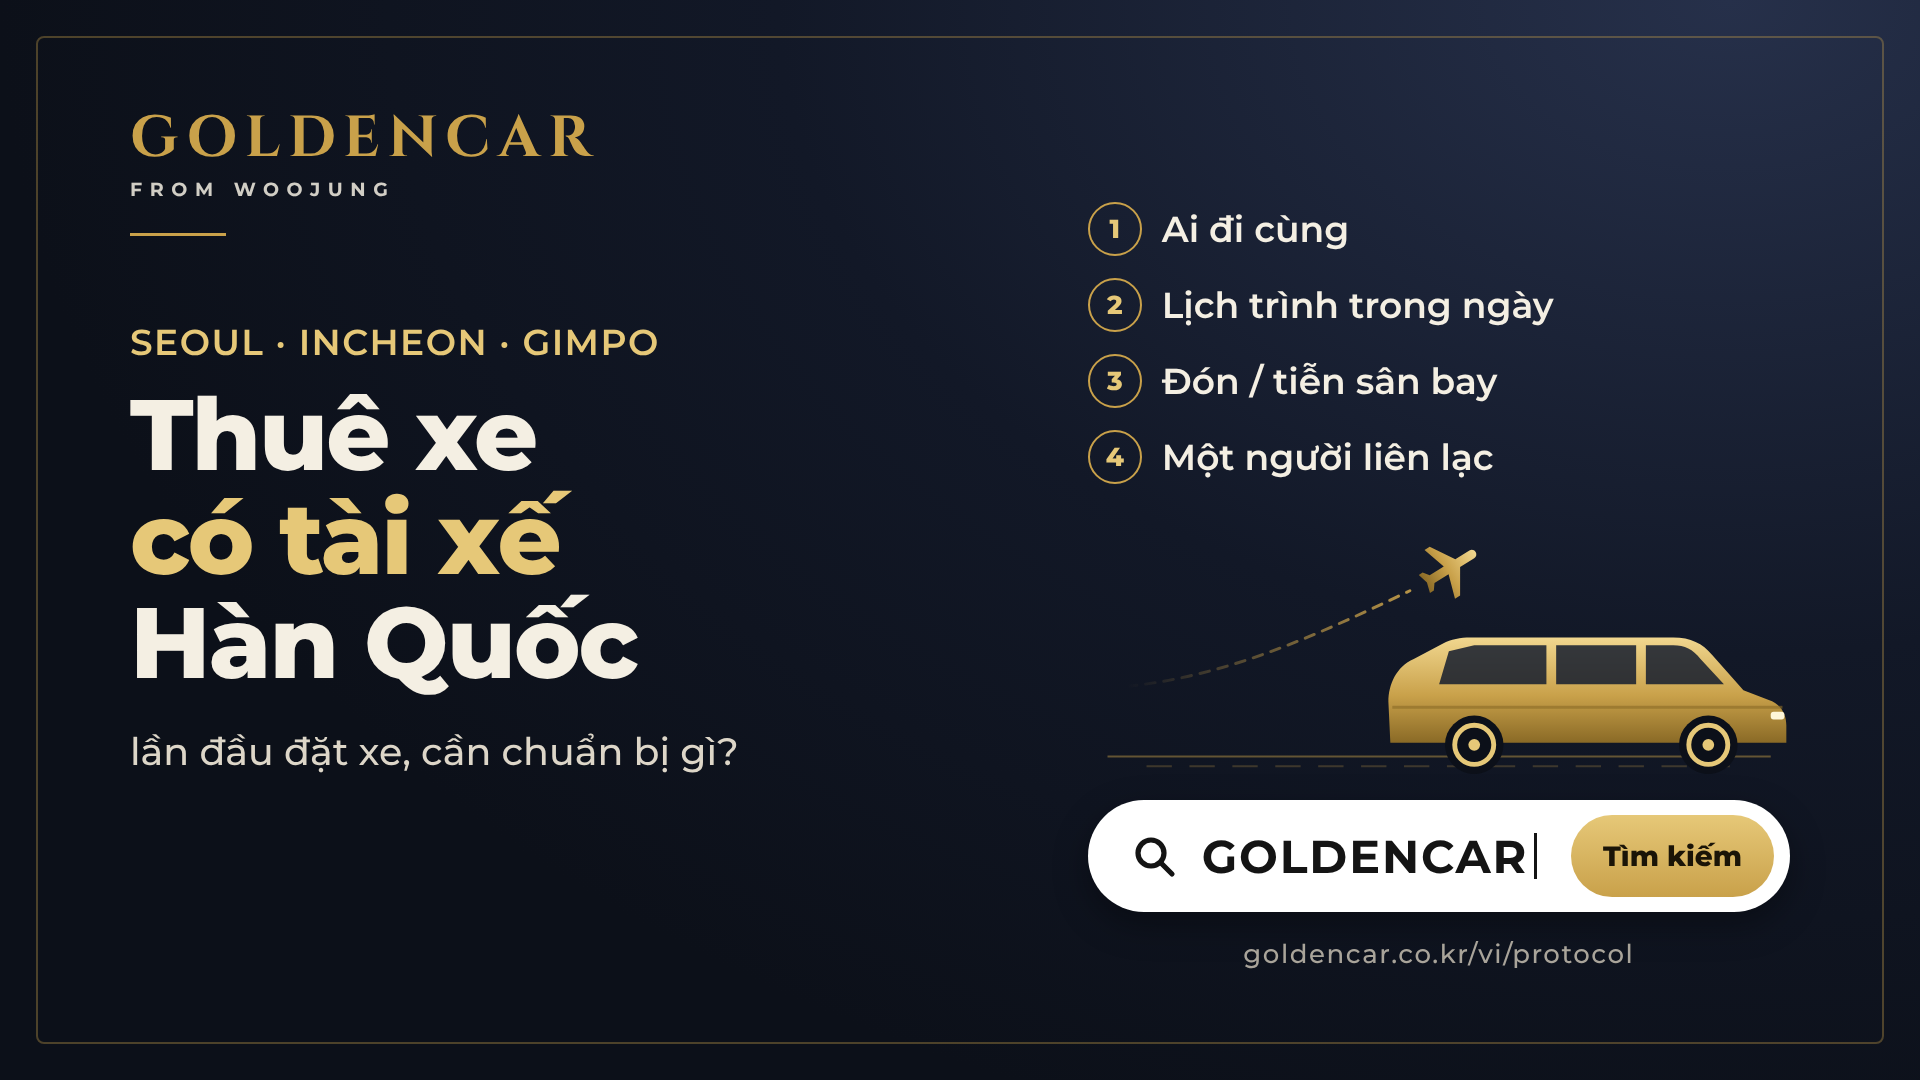 GOLDENCAR
FROM WOOJUNG
SEOUL · INCHEON · GIMPO
Thuê xe
có tài xế
Hàn Quốc
lần đầu đặt xe, cần chuẩn bị gì?
1 Ai đi cùng
2 Lịch trình trong ngày
3 Đón / tiễn sân bay
4 Một người liên lạc
GOLDENCAR Tìm kiếm
goldencar.co.kr/vi/protocol